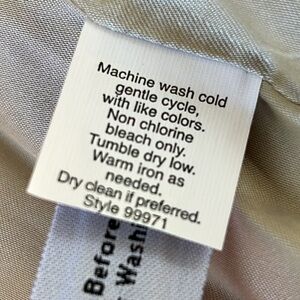 Machine wash cold
gentle cycle,
with like colors.
Non chlorine
bleach only.
Tumble dry low.
Warm iron as
needed.
Dry clean if preferred.
Style 99971
Before
Washi